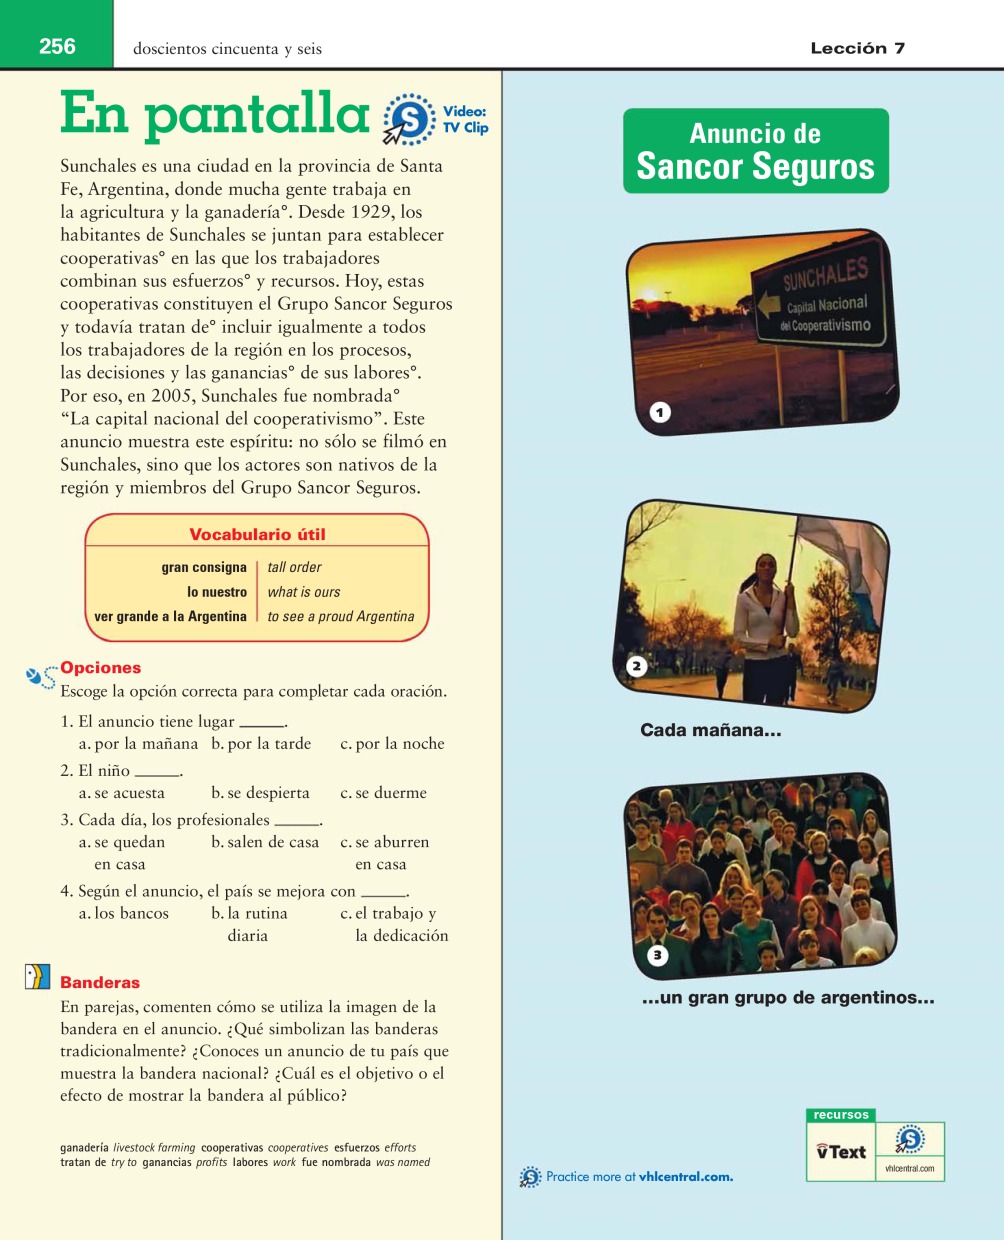 256
doscientos cincuenta y seis
Lección 7
En pantalla
S
Video:
TV Clip
Sunchales es una ciudad en la provincia de Santa
Fe, Argentina, donde mucha gente trabaja en
la agricultura y la ganadería°. Desde 1929, los
habitantes de Sunchales se juntan para establecer
cooperativas° en las que los trabajadores
combinan sus esfuerzos° y recursos. Hoy, estas
cooperativas constituyen el Grupo Sancor Seguros
y todavía tratan de° incluir igualmente a todos
los trabajadores de la región en los procesos,
las decisiones y las ganancias° de sus labores°.
Por eso, en 2005, Sunchales fue nombrada°
“La capital nacional del cooperativismo”. Este
anuncio muestra este espíritu: no sólo se filmó en
Sunchales, sino que los actores son nativos de la
región y miembros del Grupo Sancor Seguros.
Vocabulario útil
gran consigna tall order
lo nuestro what is ours
ver grande a la Argentina to see a proud Argentina
Opciones
Escoge la opción correcta para completar cada oración.
1. El anuncio tiene lugar _____.
a. por la mañana b. por la tarde c. por la noche
2. El niño _____.
a. se acuesta b. se despierta c. se duerme
3. Cada día, los profesionales _____.
a. se quedan b. salen de casa c. se aburren
en casa en casa
4. Según el anuncio, el país se mejora con _____.
a. los bancos b. la rutina c. el trabajo y
diaria la dedicación
Banderas
En parejas, comenten cómo se utiliza la imagen de la
bandera en el anuncio. ¿Qué simbolizan las banderas
tradicionalmente? ¿Conoces un anuncio de tu país que
muestra la bandera nacional? ¿Cuál es el objetivo o el
efecto de mostrar la bandera al público?
ganadería livestock farming cooperativas cooperatives esfuerzos efforts
tratan de try to ganancias profits labores work fue nombrada was named
Anuncio de
Sancor Seguros
SUNCHALES
Capital Nacional
del Cooperativismo
1
2
Cada mañana...
3
...un gran grupo de argentinos...
S Practice more at vhlcentral.com.
recursos
vText
S
vhlcentral.com